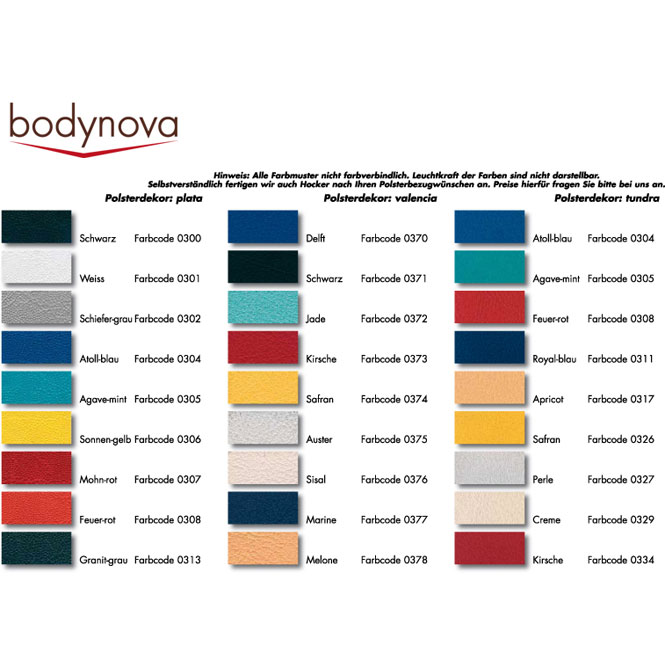 bodynova
Hinweis: Alle Farbmuster nicht farbverbindlich. Leuchtkraft der Farben sind nicht darstellbar.
Selbstverständlich fertigen wir auch Hocker nach Ihren Polsterbezugwünschen an. Preise hierfür fragen Sie bitte bei uns an.
Polsterdekor: plata
Schwarz Farbcode 0300
Weiss Farbcode 0301
Schiefer-grau Farbcode 0302
Atoll-blau Farbcode 0304
Agave-mint Farbcode 0305
Sonnen-gelb Farbcode 0306
Mohn-rot Farbcode 0307
Feuer-rot Farbcode 0308
Granit-grau Farbcode 0313
Polsterdekor: valencia
Delft Farbcode 0370
Schwarz Farbcode 0371
Jade Farbcode 0372
Kirsche Farbcode 0373
Safran Farbcode 0374
Auster Farbcode 0375
Sisal Farbcode 0376
Marine Farbcode 0377
Melone Farbcode 0378
Polsterdekor: tundra
Atoll-blau Farbcode 0304
Agave-mint Farbcode 0305
Feuer-rot Farbcode 0308
Royal-blau Farbcode 0311
Apricot Farbcode 0317
Safran Farbcode 0326
Perle Farbcode 0327
Creme Farbcode 0329
Kirsche Farbcode 0334